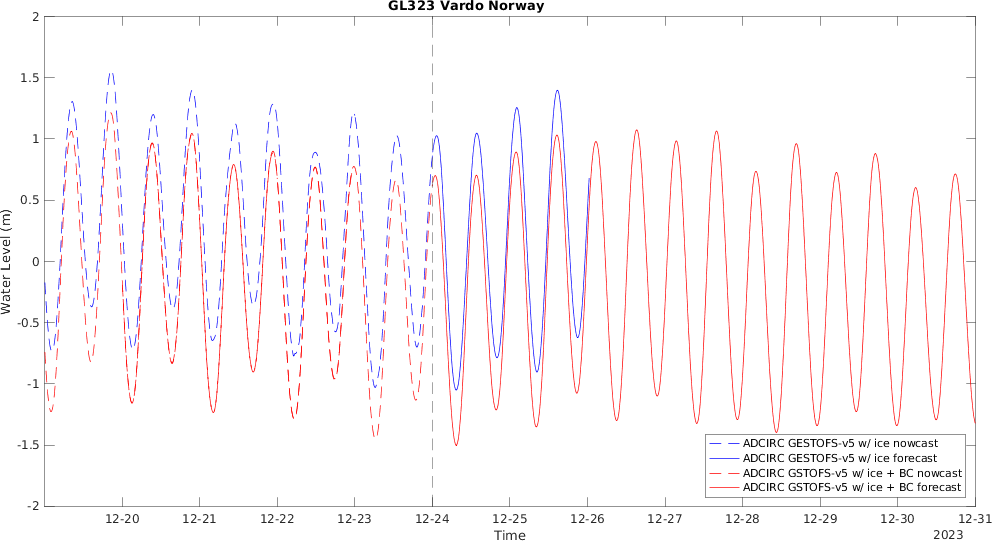 GL323 Vardo Norway
Water Level (m)
2
1.5
1
0.5
0
-0.5
-1
-1.5
-2
ADCIRC GESTOFS-v5 w/ ice nowcast
ADCIRC GESTOFS-v5 w/ ice forecast
ADCIRC GSTOFS-v5 w/ ice + BC nowcast
ADCIRC GSTOFS-v5 w/ ice + BC forecast
12-20 12-21 12-22 12-23 12-24 12-25 12-26 12-27 12-28 12-29 12-30 12-31
Time
2023